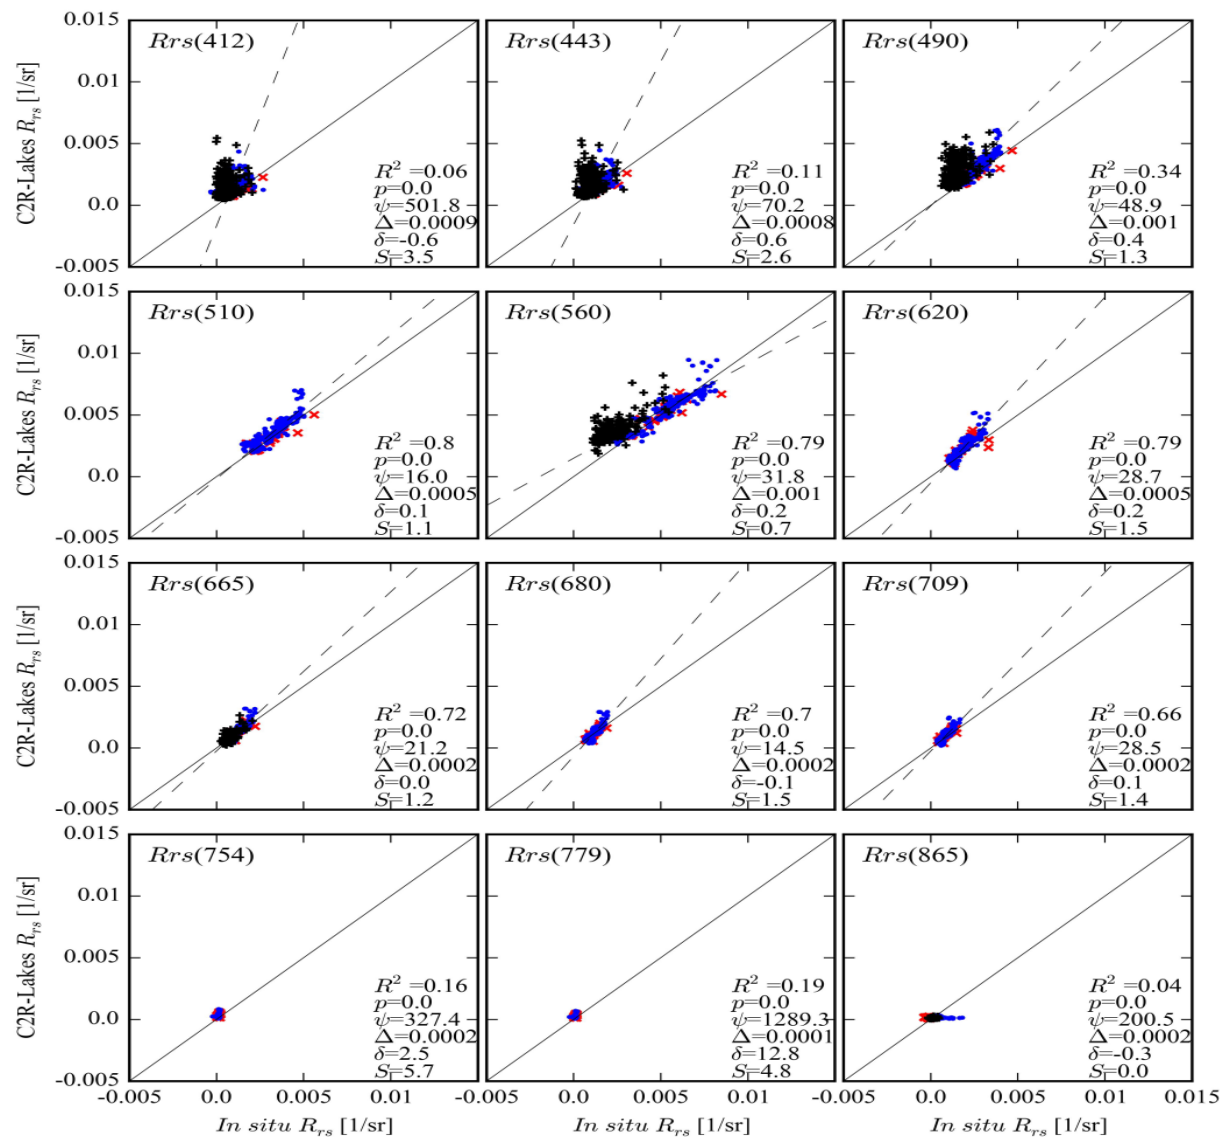 0.015
0.01
0.005
0.0
-0.005
C2R-Lakes Rrs [1/sr]
Rrs(412)
R² =0.06
p=0.0
ψ=501.8
Δ=0.0009
δ=-0.6
S=3.5
Rrs(443)
R² =0.11
p=0.0
ψ=70.2
Δ=0.0008
δ=0.6
S=2.6
Rrs(490)
R² =0.34
p=0.0
ψ=48.9
Δ=0.001
δ=0.4
S=1.3
0.015
0.01
0.005
0.0
-0.005
C2R-Lakes Rrs [1/sr]
Rrs(510)
R² =0.8
p=0.0
ψ=16.0
Δ=0.0005
δ=0.1
S=1.1
Rrs(560)
R² =0.79
p=0.0
ψ=31.8
Δ=0.001
δ=0.2
S=0.7
Rrs(620)
R² =0.79
p=0.0
ψ=28.7
Δ=0.0005
δ=0.2
S=1.5
0.015
0.01
0.005
0.0
-0.005
C2R-Lakes Rrs [1/sr]
Rrs(665)
R² =0.72
p=0.0
ψ=21.2
Δ=0.0002
δ=0.0
S=1.2
Rrs(680)
R² =0.7
p=0.0
ψ=14.5
Δ=0.0002
δ=-0.1
S=1.5
Rrs(709)
R² =0.66
p=0.0
ψ=28.5
Δ=0.0002
δ=0.1
S=1.4
0.015
0.01
0.005
0.0
-0.005
C2R-Lakes Rrs [1/sr]
Rrs(754)
R² =0.16
p=0.0
ψ=327.4
Δ=0.0002
δ=2.5
S=5.7
Rrs(779)
R² =0.19
p=0.0
ψ=1289.3
Δ=0.0001
δ=12.8
S=4.8
Rrs(865)
R² =0.04
p=0.0
ψ=200.5
Δ=0.0002
δ=-0.3
S=0.0
-0.005 0.0 0.005 0.01 -0.005 0.0 0.005 0.01 -0.005 0.0 0.005 0.01 0.015
In situ Rrs [1/sr] In situ Rrs [1/sr] In situ Rrs [1/sr]